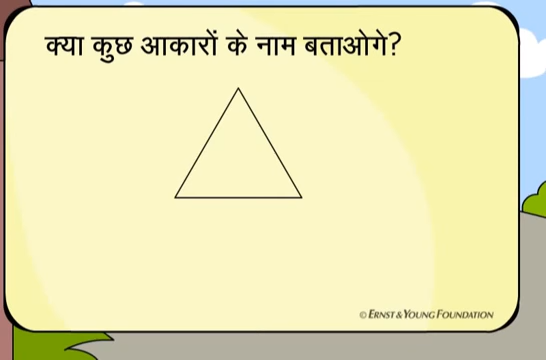 क्या कुछ आकारों के नाम बताओगे?
© ERNST & YOUNG FOUNDATION